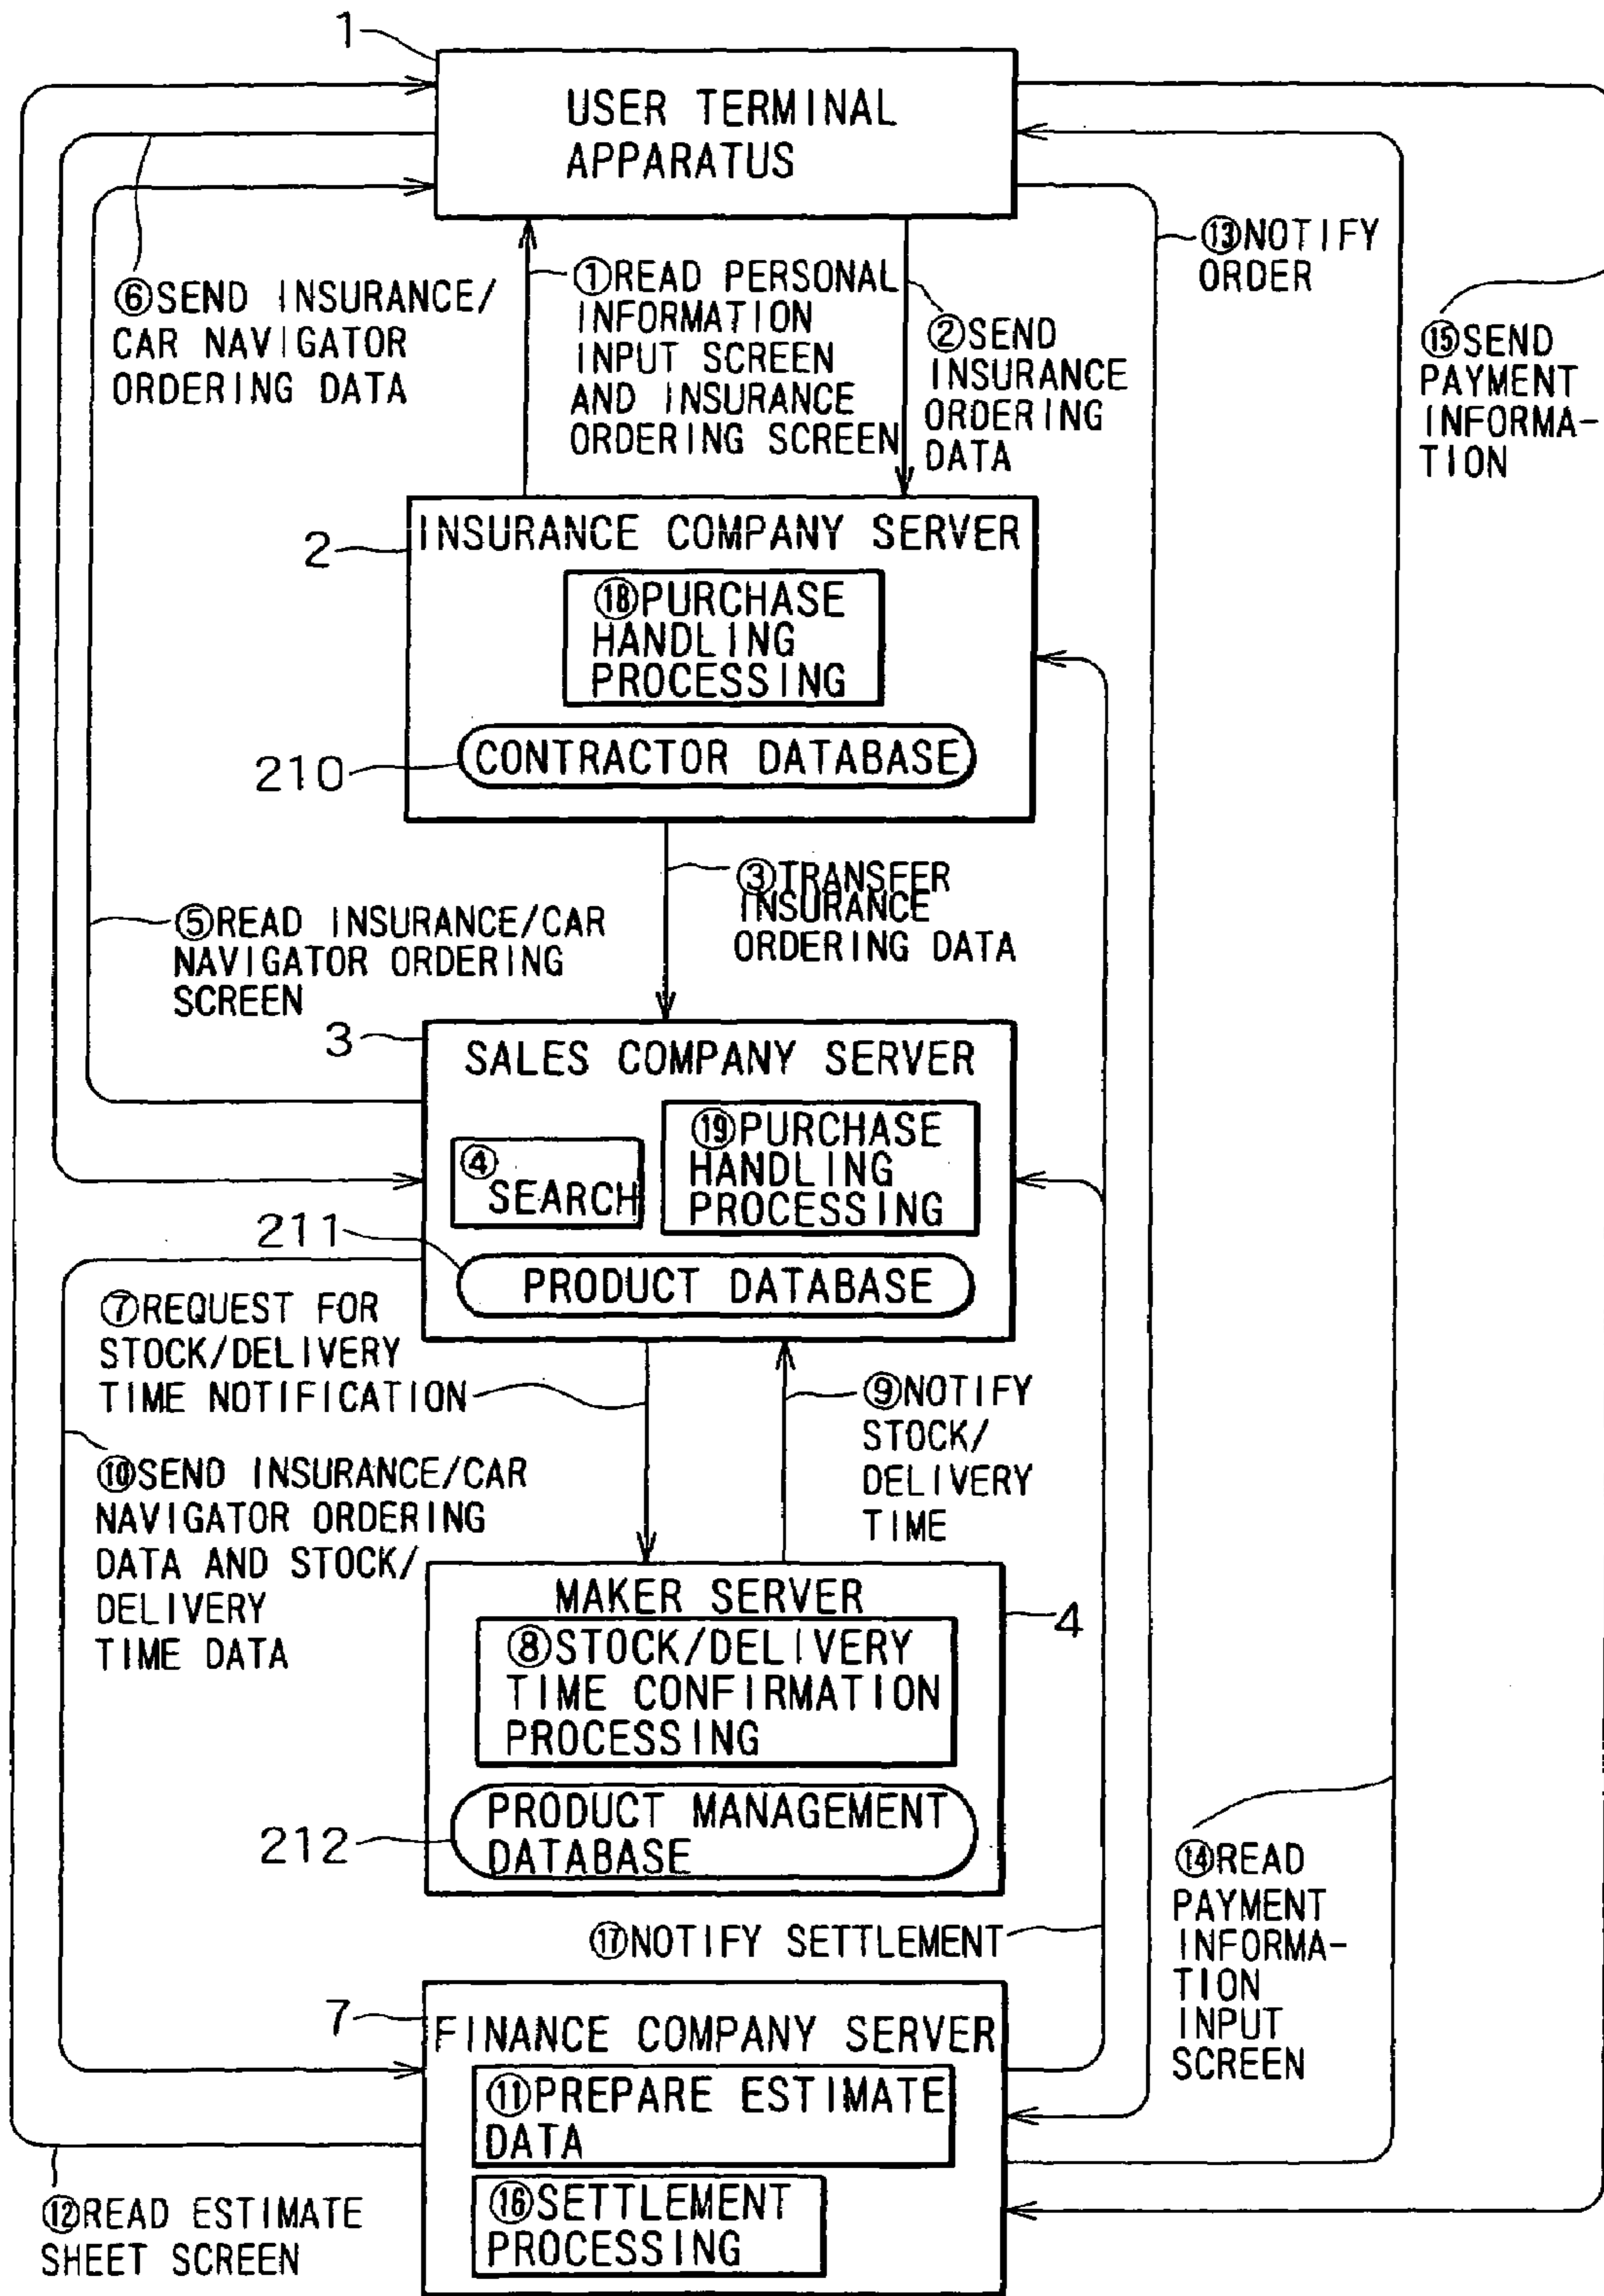 1
USER TERMINAL
APPARATUS
⑬NOTIFY
ORDER
①READ PERSONAL
INFORMATION
INPUT SCREEN
AND INSURANCE
ORDERING SCREEN
②SEND
INSURANCE
ORDERING
DATA
⑥SEND INSURANCE/
CAR NAVIGATOR
ORDERING DATA
⑮SEND
PAYMENT
INFORMA-
TION
2
INSURANCE COMPANY SERVER
⑱PURCHASE
HANDLING
PROCESSING
210
CONTRACTOR DATABASE
③TRANSFER
INSURANCE
ORDERING DATA
⑤READ INSURANCE/CAR
NAVIGATOR ORDERING
SCREEN
3
SALES COMPANY SERVER
④
SEARCH
⑲PURCHASE
HANDLING
PROCESSING
211
PRODUCT DATABASE
⑦REQUEST FOR
STOCK/DELIVERY
TIME NOTIFICATION
⑨NOTIFY
STOCK/
DELIVERY
TIME
⑩SEND INSURANCE/CAR
NAVIGATOR ORDERING
DATA AND STOCK/
DELIVERY
TIME DATA
MAKER SERVER
4
⑧STOCK/DELIVERY
TIME CONFIRMATION
PROCESSING
212
PRODUCT MANAGEMENT
DATABASE
⑭READ
PAYMENT
INFORMA-
TION
INPUT
SCREEN
⑰NOTIFY SETTLEMENT
7
FINANCE COMPANY SERVER
⑪PREPARE ESTIMATE
DATA
⑯SETTLEMENT
PROCESSING
⑫READ ESTIMATE
SHEET SCREEN